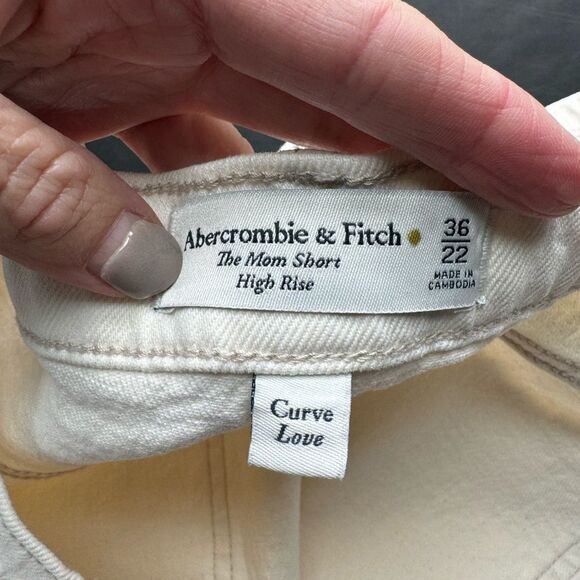 Abercrombie & Fitch
The Mom Short
High Rise
36
22
MADE IN
CAMBODIA
Curve
Love